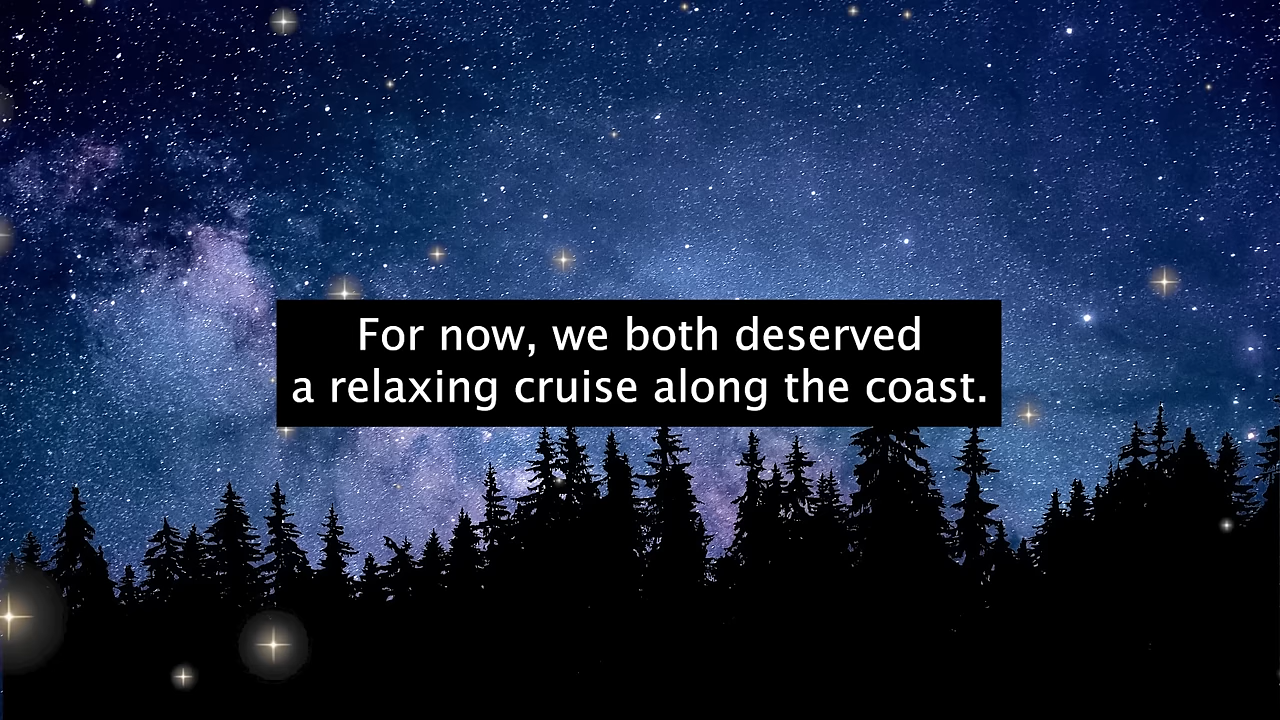 For now, we both deserved
a relaxing cruise along the coast.